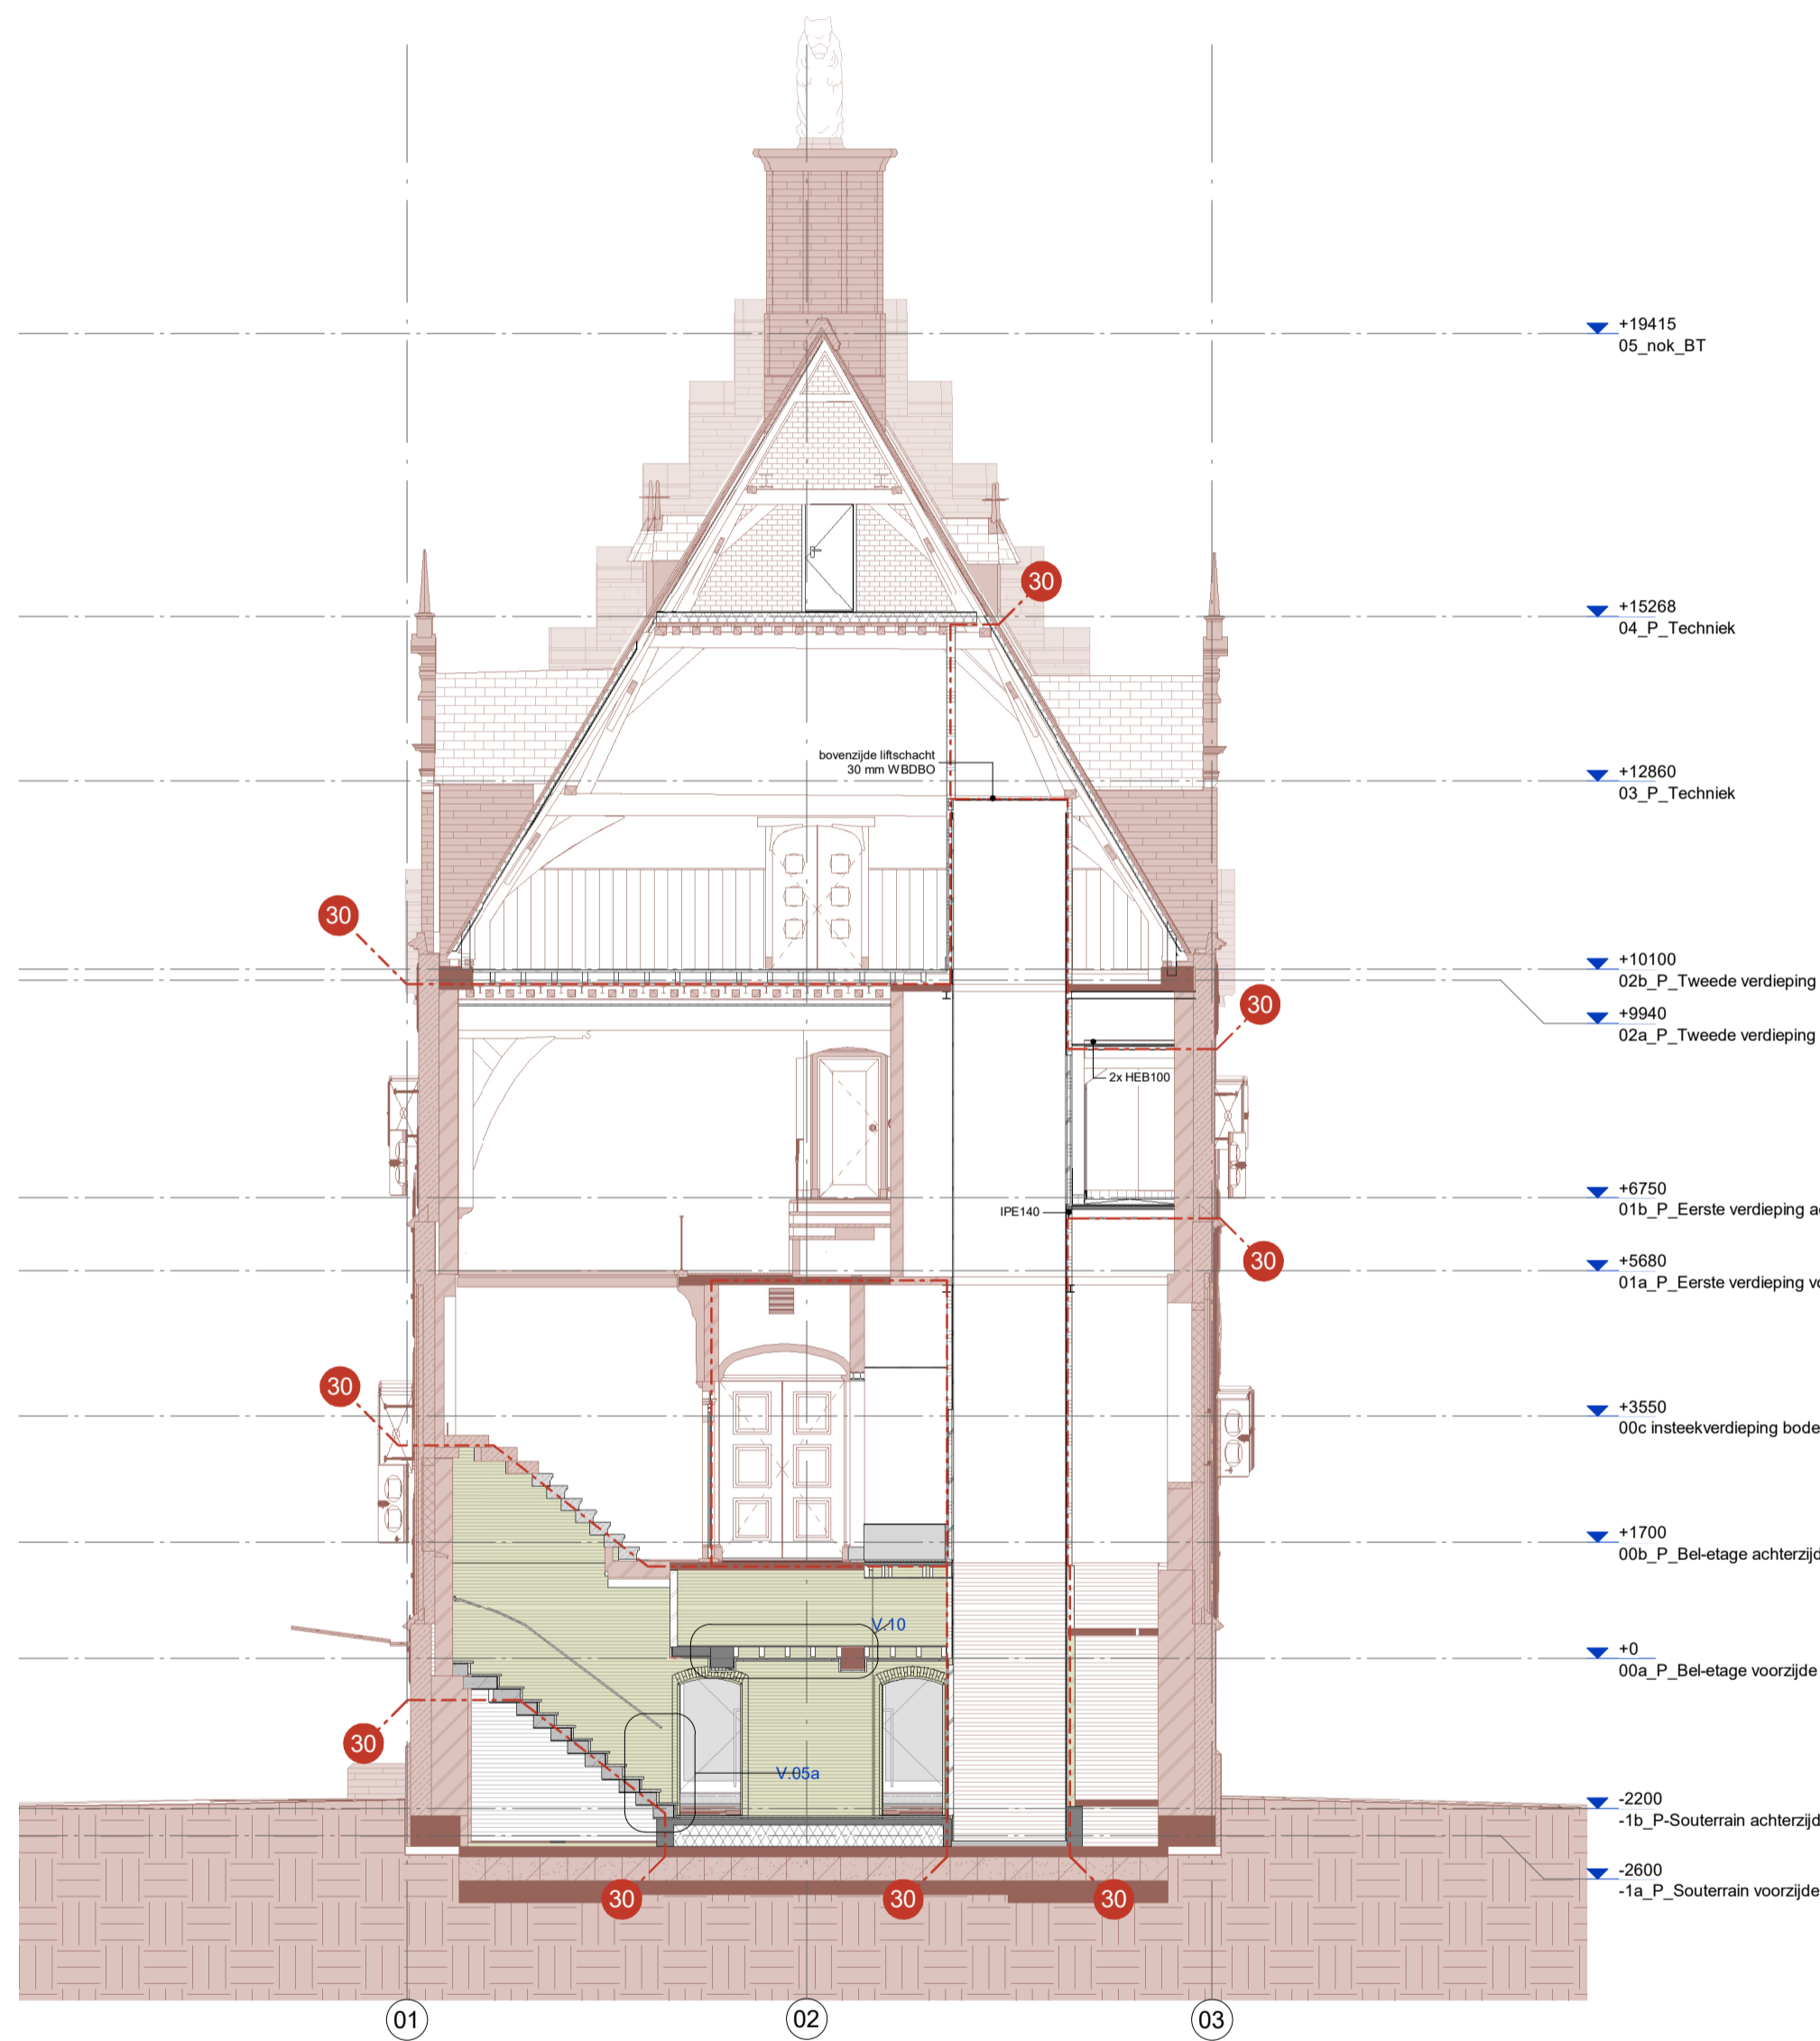 +19415
05_nok_BT
30
+15268
04_P_Techniek
bovenzijde liftschacht
30 mm WBDBO
+12860
03_P_Techniek
30
+10100
02b_P_Tweede verdieping
30
+9940
02a_P_Tweede verdieping
2x HEB100
+6750
01b_P_Eerste verdieping a
IPE140
30
+5680
01a_P_Eerste verdieping v
30
+3550
00c insteekverdieping bode
+1700
00b_P_Bel-etage achterzijd
V.10
+0
00a_P_Bel-etage voorzijde
30
V.05a
-2200
-1b_P-Souterrain achterzijd
-2600
-1a_P_Souterrain voorzijde
30
30
30
01
02
03